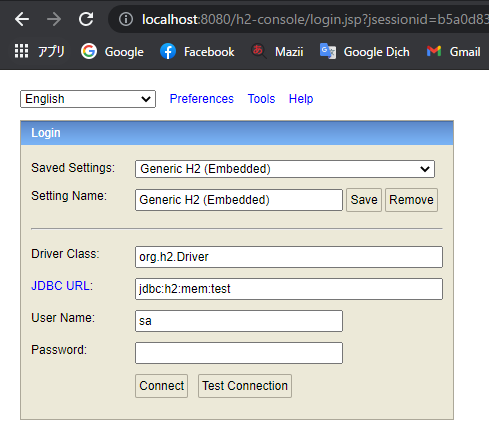 localhost:8080/h2-console/login.jsp?jsessionid=b5a0d83
アプリ Google Facebook Mazii Google Dịch Gmail
English Preferences Tools Help
Login
Saved Settings: Generic H2 (Embedded)
Setting Name: Generic H2 (Embedded) Save Remove
Driver Class: org.h2.Driver
JDBC URL: jdbc:h2:mem:test
User Name: sa
Password:
Connect Test Connection